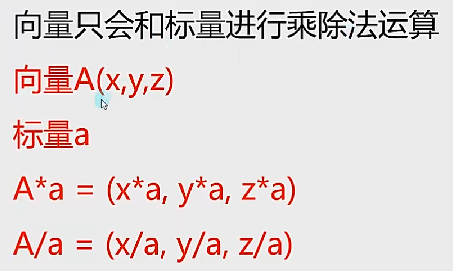 向量只会和标量进行乘除法运算
向量A(x,y,z)
标量a
A*a = (x*a, y*a, z*a)
A/a = (x/a, y/a, z/a)